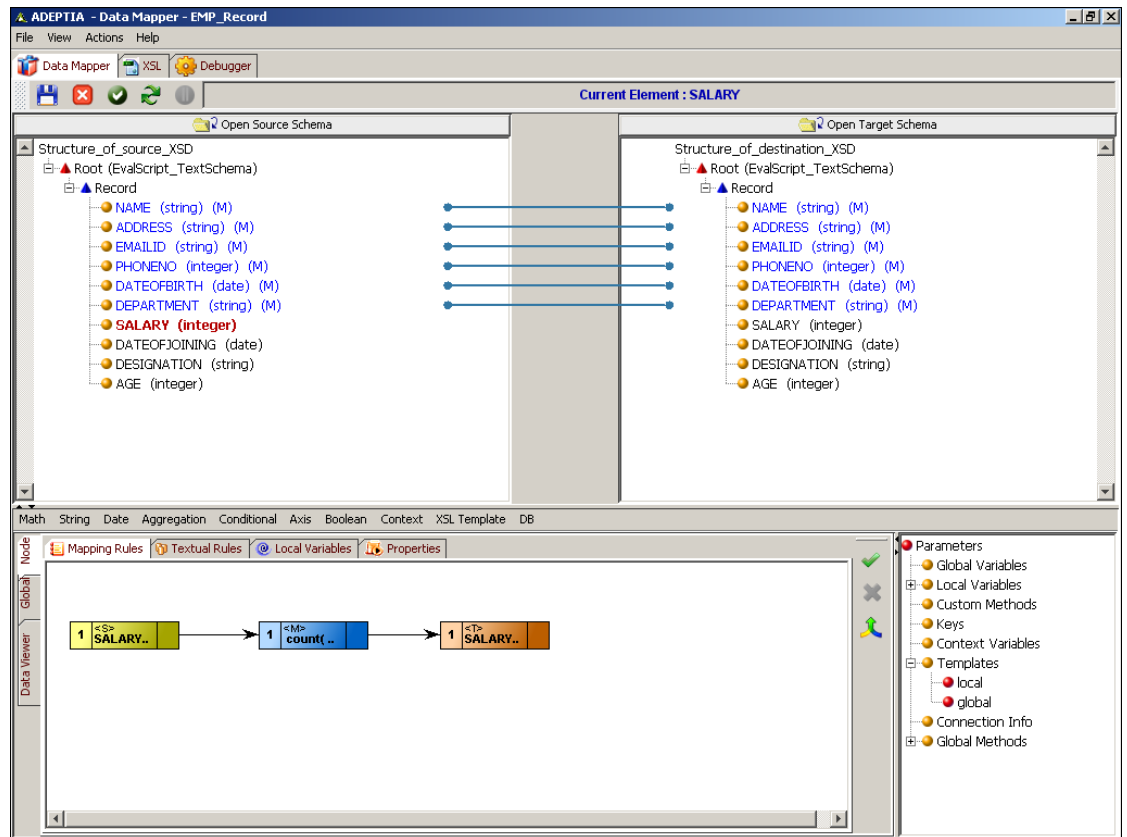 ADEPTIA - Data Mapper - EMP_Record
File View Actions Help
Data Mapper XSL Debugger
Current Element : SALARY
Open Source Schema
Structure_of_source_XSD
Root (EvalScript_TextSchema)
Record
NAME (string) (M)
ADDRESS (string) (M)
EMAILID (string) (M)
PHONENO (integer) (M)
DATEOFBIRTH (date) (M)
DEPARTMENT (string) (M)
SALARY (integer)
DATEOFJOINING (date)
DESIGNATION (string)
AGE (integer)
Open Target Schema
Structure_of_destination_XSD
Root (EvalScript_TextSchema)
Record
NAME (string) (M)
ADDRESS (string) (M)
EMAILID (string) (M)
PHONENO (integer) (M)
DATEOFBIRTH (date) (M)
DEPARTMENT (string) (M)
SALARY (integer)
DATEOFJOINING (date)
DESIGNATION (string)
AGE (integer)
Math String Date Aggregation Conditional Axis Boolean Context XSL Template DB
Node
Global
Data Viewer
Mapping Rules Textual Rules @ Local Variables Properties
1 <S> SALARY..
1 <M> count( ..
1 <T> SALARY..
Parameters
Global Variables
Local Variables
Custom Methods
Keys
Context Variables
Templates
local
global
Connection Info
Global Methods